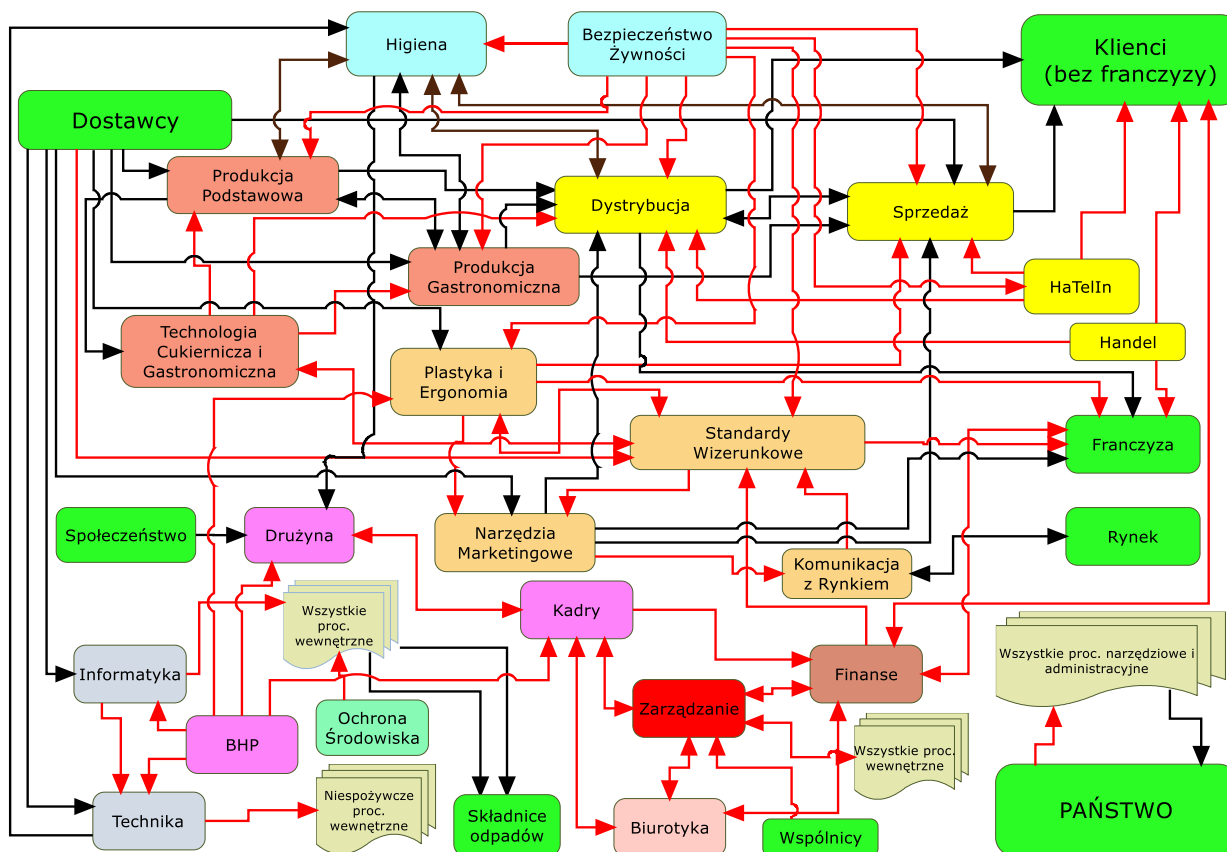 Higiena
Bezpieczeństwo
Żywności
Klienci
(bez franczyzy)
Dostawcy
Produkcja
Podstawowa
Dystrybucja
Sprzedaż
Produkcja
Gastronomiczna
HaTelIn
Technologia
Cukiernicza i
Gastronomiczna
Handel
Plastyka i
Ergonomia
Standardy
Wizerunkowe
Franczyza
Społeczeństwo
Drużyna
Narzędzia
Marketingowe
Komunikacja
z Rynkiem
Rynek
Wszystkie
proc.
wewnętrzne
Kadry
Informatyka
Finanse
Wszystkie proc. narzędziowe i
administracyjne
Zarządzanie
Ochrona
Środowiska
BHP
Wszystkie proc.
wewnętrzne
Niespożywcze
proc.
wewnętrzne
Technika
Składnice
odpadów
Biurotyka
Wspólnicy
PAŃSTWO